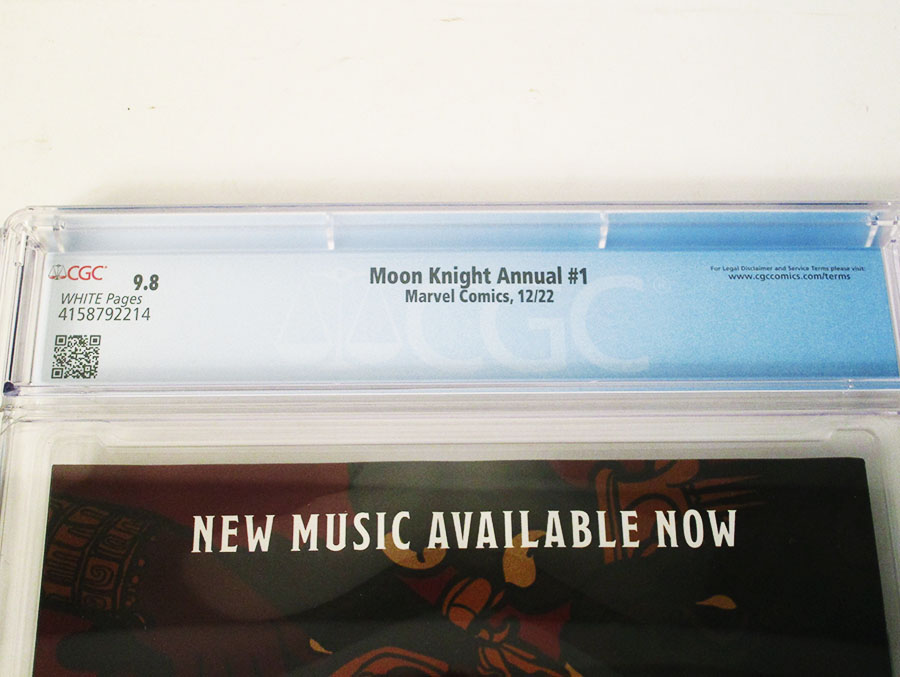 CGC
9.8
WHITE Pages
4158792214
Moon Knight Annual #1
Marvel Comics, 12/22
CGC
For Legal Disclaimer and Service Terms please visit:
www.cgccomics.com/terms
NEW MUSIC AVAILABLE NOW